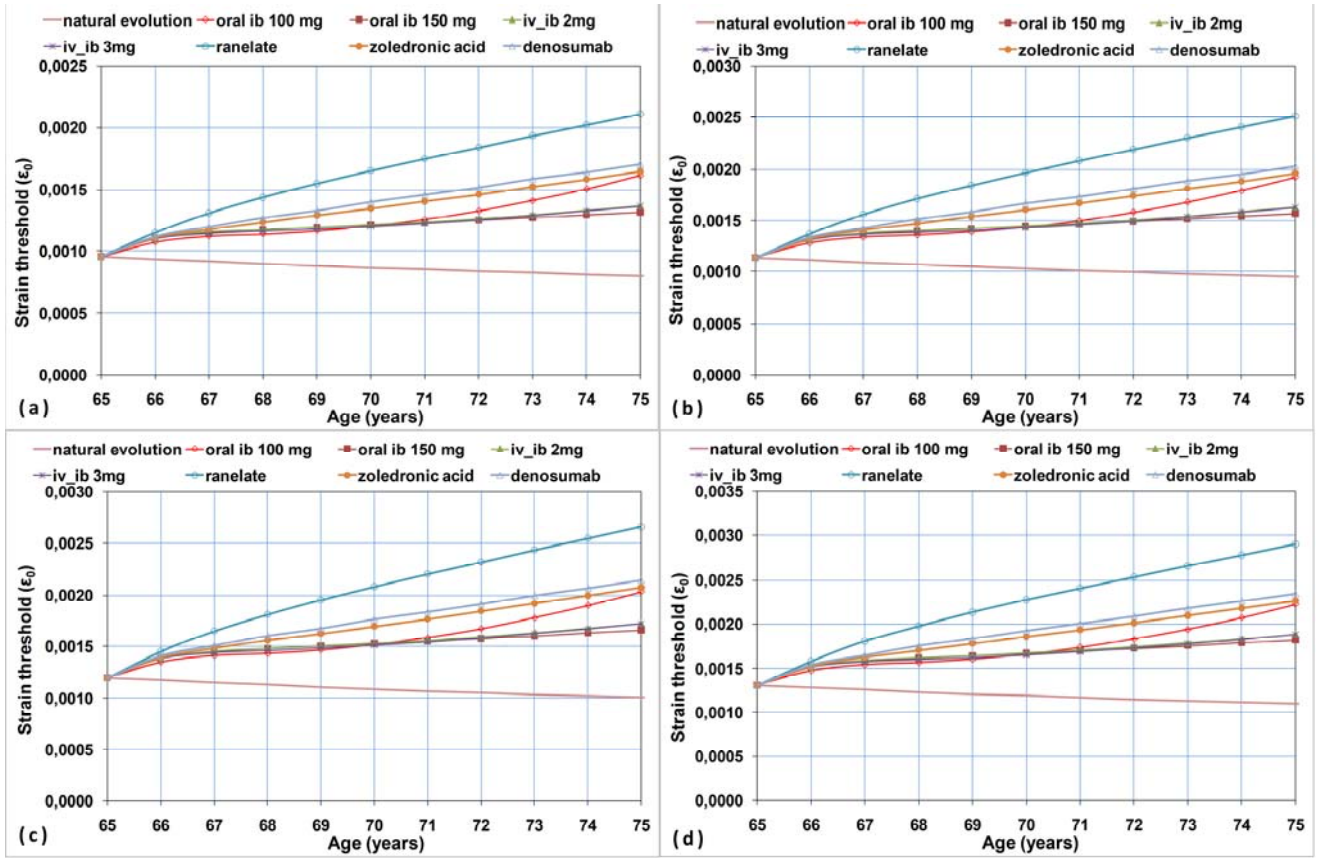 natural evolution oral ib 100 mg oral ib 150 mg iv_ib 2mg
iv_ib 3mg ranelate zoledronic acid denosumab
Strain threshold (ε0)
0,0025
0,0020
0,0015
0,0010
0,0005
0,0000
65 66 67 68 69 70 71 72 73 74 75
Age (years)
( a )
natural evolution oral ib 100 mg oral ib 150 mg iv_ib 2mg
iv_ib 3mg ranelate zoledronic acid denosumab
Strain threshold (ε0)
0,0030
0,0025
0,0020
0,0015
0,0010
0,0005
0,0000
65 66 67 68 69 70 71 72 73 74 75
Age (years)
( b )
natural evolution oral ib 100 mg oral ib 150 mg iv_ib 2mg
iv_ib 3mg ranelate zoledronic acid denosumab
Strain threshold (ε0)
0,0030
0,0025
0,0020
0,0015
0,0010
0,0005
0,0000
65 66 67 68 69 70 71 72 73 74 75
Age (years)
( c )
natural evolution oral ib 100 mg oral ib 150 mg iv_ib 2mg
iv_ib 3mg ranelate zoledronic acid denosumab
Strain threshold (ε0)
0,0035
0,0030
0,0025
0,0020
0,0015
0,0010
0,0005
0,0000
65 66 67 68 69 70 71 72 73 74 75
Age (years)
( d )